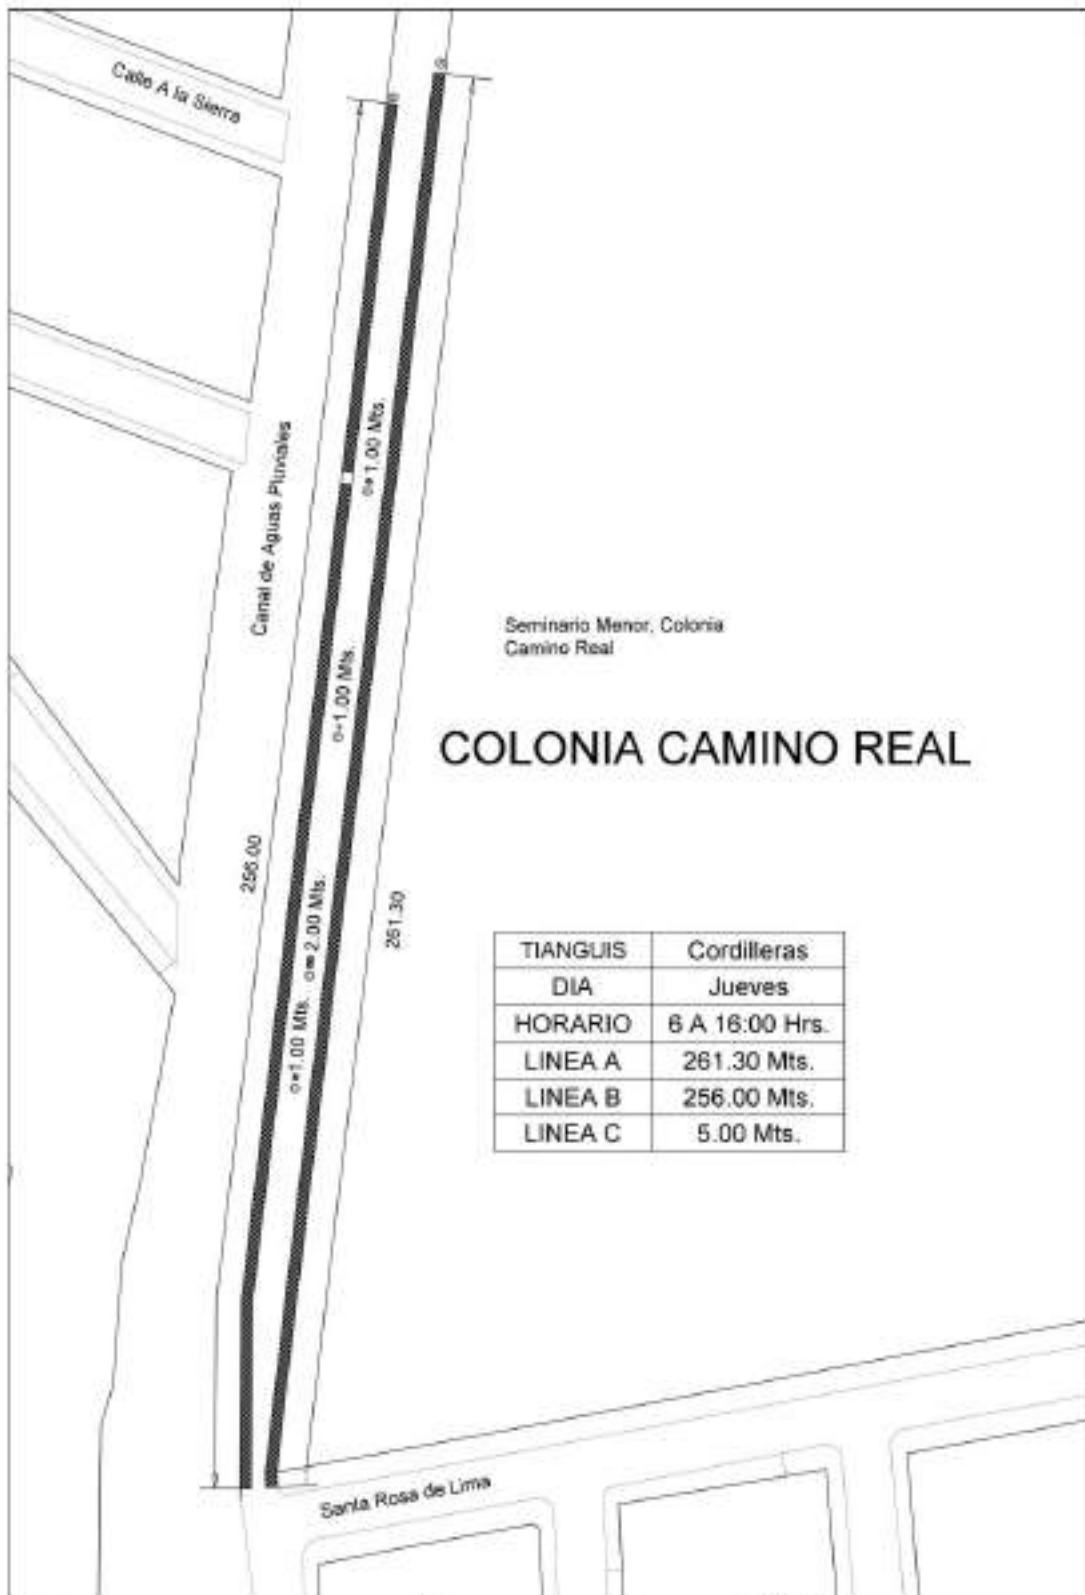 Calle A la Sierra
Canal de Aguas Pluviales
1.00 Mts.
1.00 Mts.
2.00 Mts.
1.00 Mts.
256.00
261.30
Seminario Menor, Colonia
Camino Real
COLONIA CAMINO REAL
TIANGUIS Cordilleras
DIA Jueves
HORARIO 6 A 16:00 Hrs.
LINEA A 261.30 Mts.
LINEA B 256.00 Mts.
LINEA C 5.00 Mts.
Santa Rosa de Lima